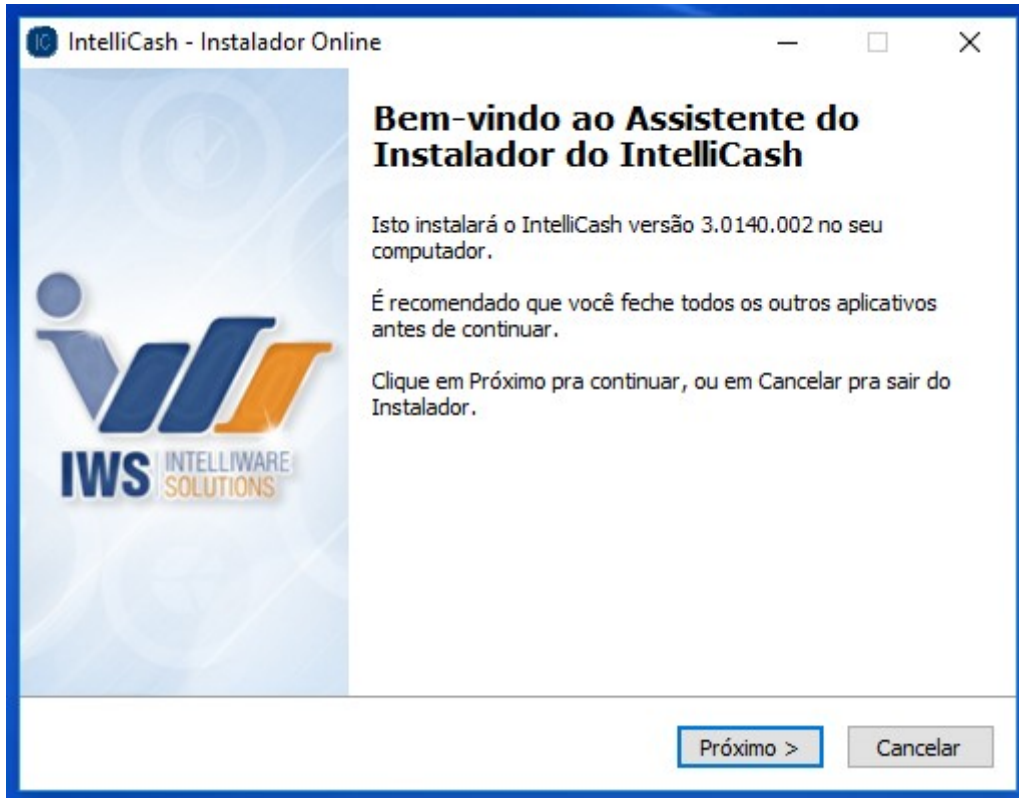 IC IntelliCash - Instalador Online
Bem-vindo ao Assistente do
Instalador do IntelliCash
Isto instalará o IntelliCash versão 3.0140.002 no seu
computador.
É recomendado que você feche todos os outros aplicativos
antes de continuar.
Clique em Próximo pra continuar, ou em Cancelar pra sair do
Instalador.
IWS INTELLIWARE
SOLUTIONS
Próximo > Cancelar